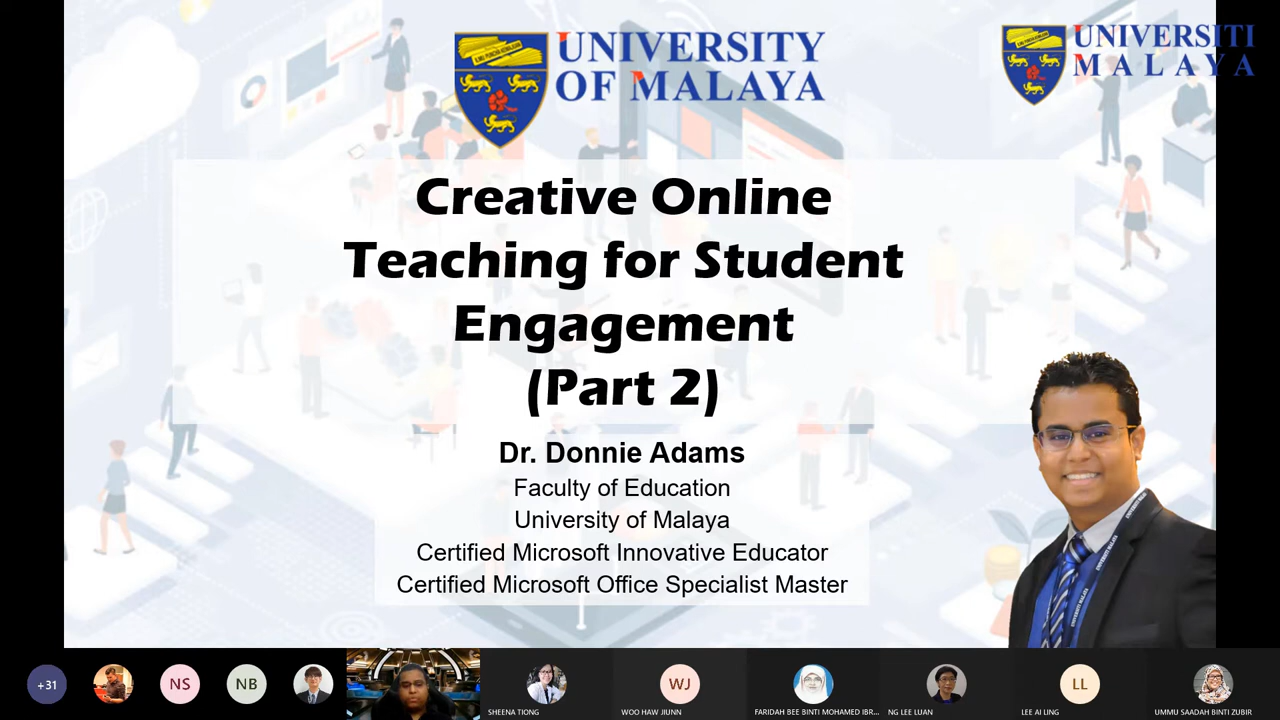 UNIVERSITY
OF MALAYA
UNIVERSITI
MALAYA
Creative Online
Teaching for Student
Engagement
(Part 2)
Dr. Donnie Adams
Faculty of Education
University of Malaya
Certified Microsoft Innovative Educator
Certified Microsoft Office Specialist Master
+31
NS
NB
SHEENA TIONG
WJ
WOO HAW JIUNN
FARIDAH BEE BINTI MOHAMED IBR...
NG LEE LUAN
LL
LEE AI LING
UMMU SAADAH BINTI ZUBIR